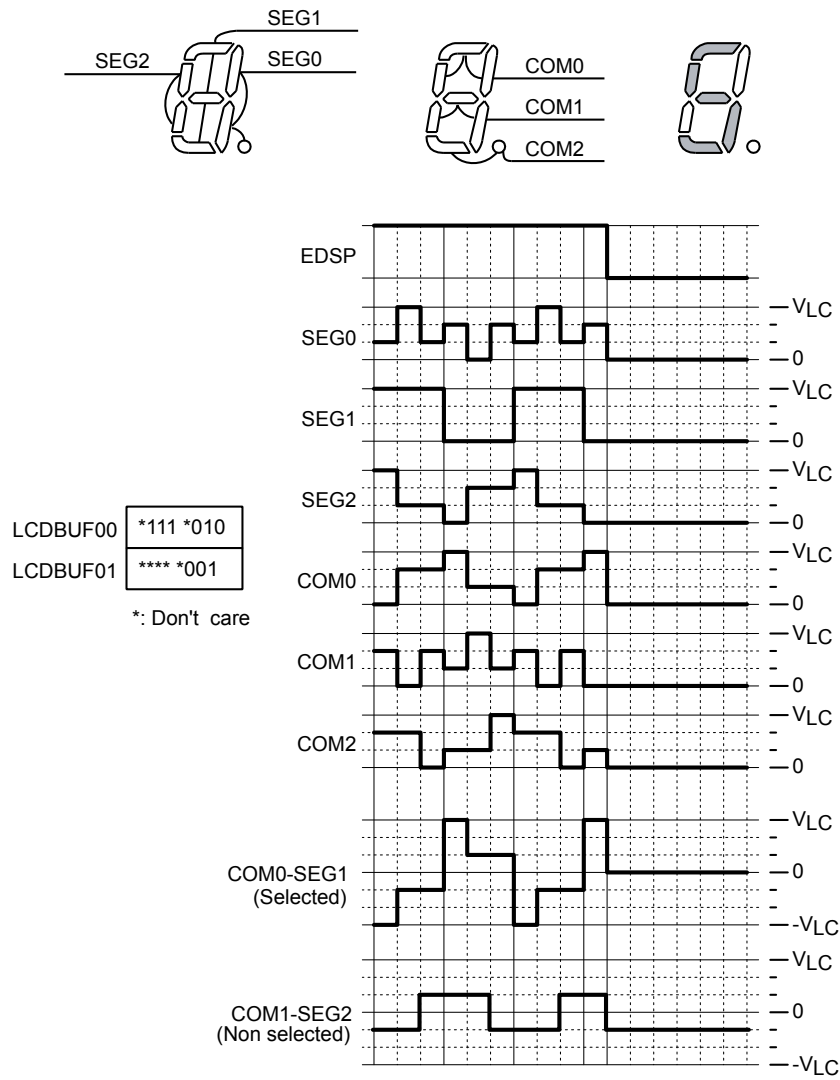 SEG1
SEG2
SEG0
COM0
COM1
COM2
EDSP
VLC
SEG0
0
VLC
SEG1
0
VLC
SEG2
0
LCDBUF00 *111 *010
LCDBUF01 **** *001
*: Don't care
VLC
COM0
0
VLC
COM1
0
VLC
COM2
0
VLC
COM0-SEG1
(Selected)
0
-VLC
VLC
COM1-SEG2
(Non selected)
0
-VLC